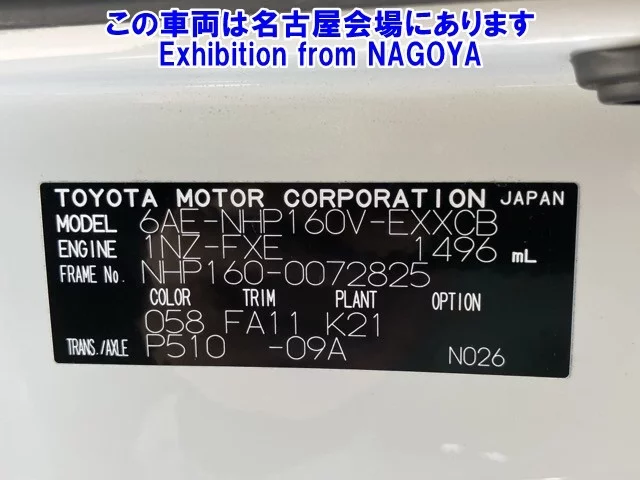 この車両は名古屋会場にあります
Exhibition from NAGOYA
TOYOTA MOTOR CORPORATION JAPAN
MODEL 6AE-NHP160V-EXXCB
ENGINE 1NZ-FXE 1496 mL
FRAME No. NHP160-0072825
COLOR TRIM PLANT OPTION
058 FA11 K21
TRANS./AXLE P510 -09A N026